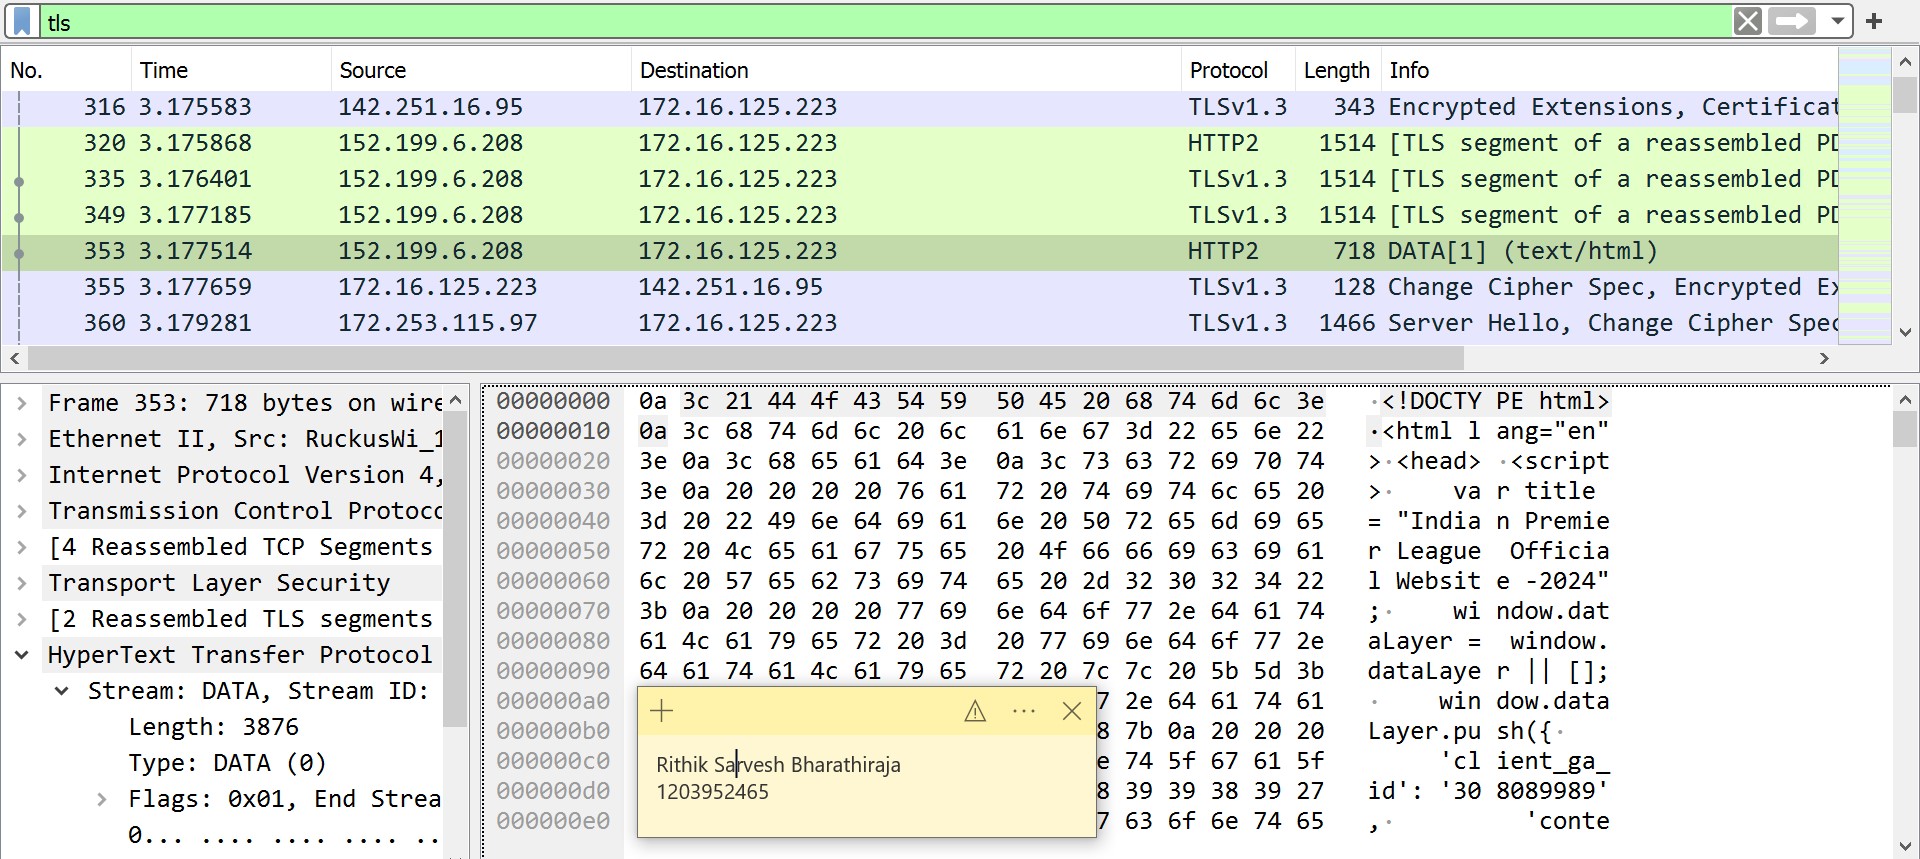 tls
No. Time Source Destination Protocol Length Info
316 3.175583 142.251.16.95 172.16.125.223 TLSv1.3 343 Encrypted Extensions, Certificat
320 3.175868 152.199.6.208 172.16.125.223 HTTP2 1514 [TLS segment of a reassembled PD
335 3.176401 152.199.6.208 172.16.125.223 TLSv1.3 1514 [TLS segment of a reassembled PD
349 3.177185 152.199.6.208 172.16.125.223 TLSv1.3 1514 [TLS segment of a reassembled PD
353 3.177514 152.199.6.208 172.16.125.223 HTTP2 718 DATA[1] (text/html)
355 3.177659 172.16.125.223 142.251.16.95 TLSv1.3 128 Change Cipher Spec, Encrypted Ex
360 3.179281 172.253.115.97 172.16.125.223 TLSv1.3 1466 Server Hello, Change Cipher Spec
Frame 353: 718 bytes on wire
Ethernet II, Src: RuckusWi_1
Internet Protocol Version 4,
Transmission Control Protoco
[4 Reassembled TCP Segments
Transport Layer Security
[2 Reassembled TLS segments
HyperText Transfer Protocol
Stream: DATA, Stream ID:
Length: 3876
Type: DATA (0)
Flags: 0x01, End Strea
0... .... .... .... ..
00000000 0a 3c 21 44 4f 43 54 59 50 45 20 68 74 6d 6c 3e ·<!DOCTY PE html>
00000010 0a 3c 68 74 6d 6c 20 6c 61 6e 67 3d 22 65 6e 22 ·<html l ang="en"
00000020 3e 0a 3c 68 65 61 64 3e 0a 3c 73 63 72 69 70 74 >·<head> ·<script
00000030 3e 0a 20 20 20 20 76 61 72 20 74 69 74 6c 65 20 >· va r title
00000040 3d 20 22 49 6e 64 69 61 6e 20 50 72 65 6d 69 65 = "India n Premie
00000050 72 20 4c 65 61 67 75 65 20 4f 66 66 69 63 69 61 r League Officia
00000060 6c 20 57 65 62 73 69 74 65 20 2d 32 30 32 34 22 l Websit e -2024"
00000070 3b 0a 20 20 20 20 77 69 6e 64 6f 77 2e 64 61 74 ;· wi ndow.dat
00000080 61 4c 61 79 65 72 20 3d 20 77 69 6e 64 6f 77 2e aLayer = window.
00000090 64 61 74 61 4c 61 79 65 72 20 7c 7c 20 5b 5d 3b dataLaye r || [];
000000a0 7 2e 64 61 74 61 · win dow.data
000000b0 8 7b 0a 20 20 20 Layer.pu sh({·
000000c0 e 74 5f 67 61 5f 'cl ient_ga_
000000d0 8 39 39 38 39 27 id': '30 8089989'
000000e0 7 63 6f 6e 74 65 ,· 'conte
Rithik Sarvesh Bharathiraja
1203952465